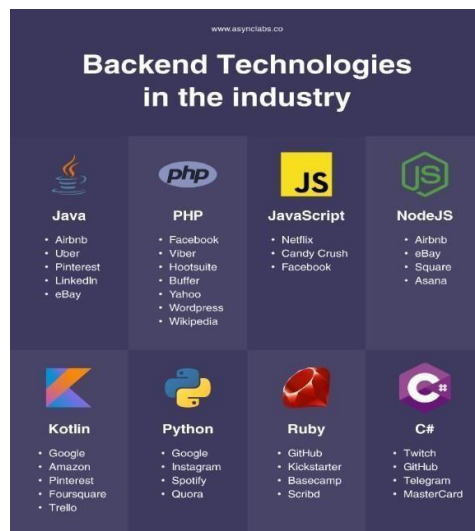 www.asynclabs.co
Backend Technologies
in the industry
Java
• Airbnb
• Uber
• Pinterest
• LinkedIn
• eBay
php
PHP
• Facebook
• Viber
• Hootsuite
• Buffer
• Yahoo
• Wordpress
• Wikipedia
JS
JavaScript
• Netflix
• Candy Crush
• Facebook
JS
NodeJS
• Airbnb
• eBay
• Square
• Asana
Kotlin
• Google
• Amazon
• Pinterest
• Foursquare
• Trello
Python
• Google
• Instagram
• Spotify
• Quora
Ruby
• GitHub
• Kickstarter
• Basecamp
• Scribd
C#
C#
• Twitch
• GitHub
• Telegram
• MasterCard